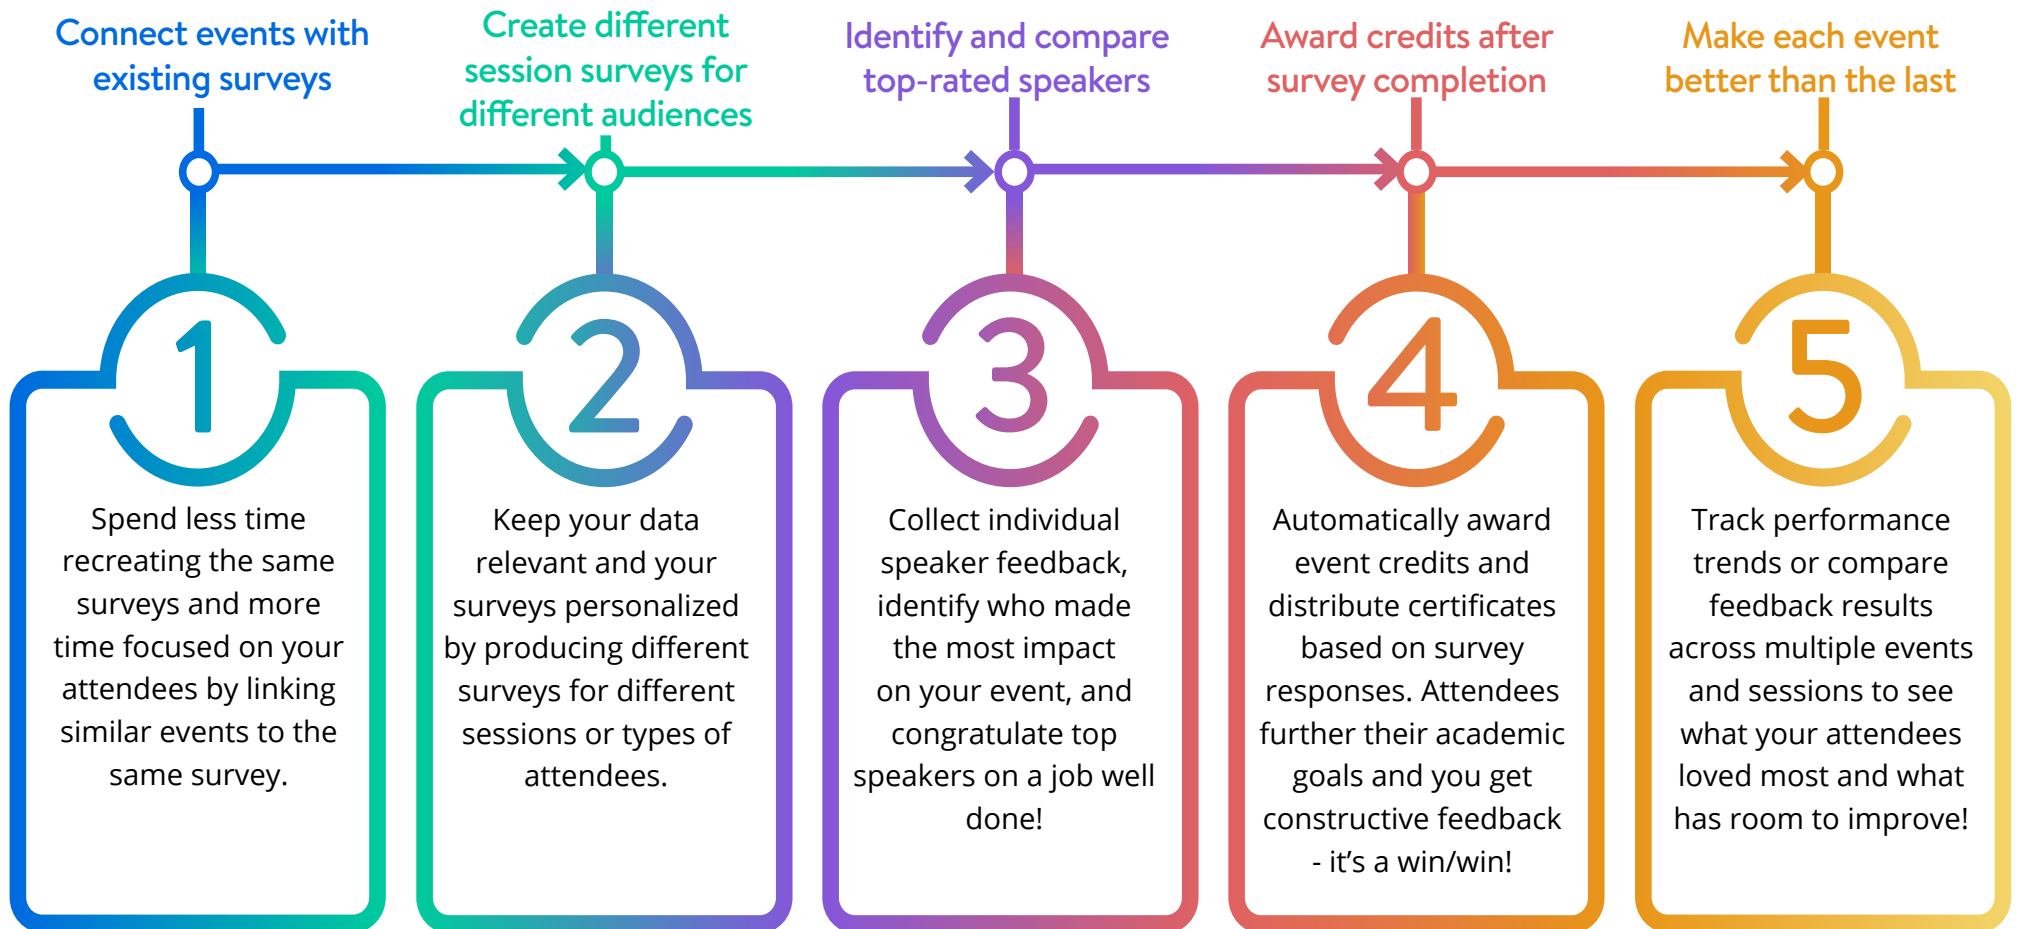 Connect events with
existing surveys
Create different
session surveys for
different audiences
Identify and compare
top-rated speakers
Award credits after
survey completion
Make each event
better than the last
1
Spend less time
recreating the same
surveys and more
time focused on your
attendees by linking
similar events to the
same survey.
2
Keep your data
relevant and your
surveys personalized
by producing different
surveys for different
sessions or types of
attendees.
3
Collect individual
speaker feedback,
identify who made
the most impact
on your event, and
congratulate top
speakers on a job well
done!
4
Automatically award
event credits and
distribute certificates
based on survey
responses. Attendees
further their academic
goals and you get
constructive feedback
- it’s a win/win!
5
Track performance
trends or compare
feedback results
across multiple events
and sessions to see
what your attendees
loved most and what
has room to improve!